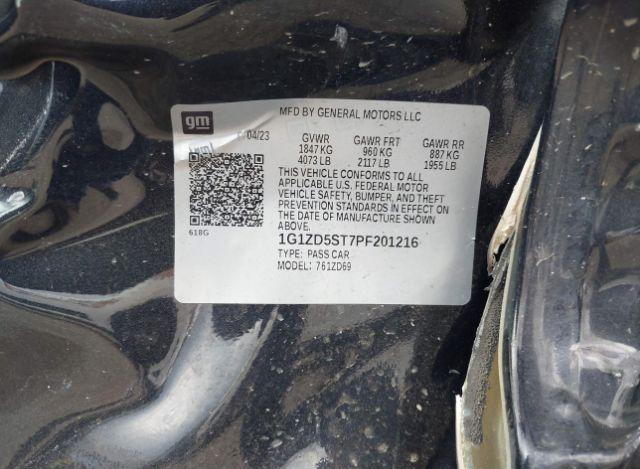 gm
MFD BY GENERAL MOTORS LLC
04/23
GVWR GAWR FRT GAWR RR
1847 KG 960 KG 887 KG
4073 LB 2117 LB 1955 LB
THIS VEHICLE CONFORMS TO ALL
APPLICABLE U.S. FEDERAL MOTOR
VEHICLE SAFETY, BUMPER, AND THEFT
PREVENTION STANDARDS IN EFFECT ON
THE DATE OF MANUFACTURE SHOWN
ABOVE.
618G
1G1ZD5ST7PF201216
TYPE: PASS CAR
MODEL: 761ZD69